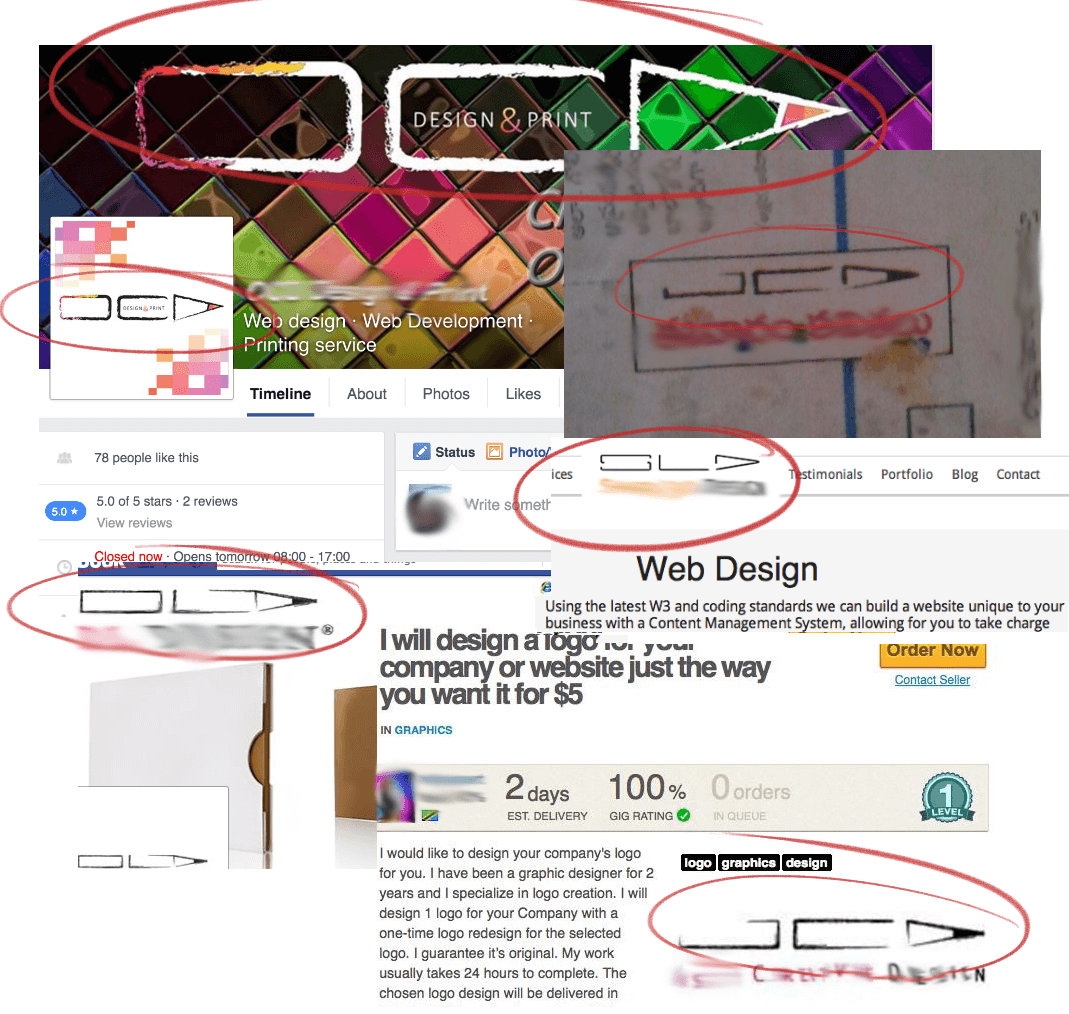 DESIGN & PRINT
DESIGN & PRINT
Web design · Web Development ·
Printing service
Timeline
About
Photos
Likes
78 people like this
5.0 ★
5.0 of 5 stars · 2 reviews
View reviews
Closed now · Opens tomorrow 08:00 - 17:00
Status
Photo/
Write someth
ices
Testimonials
Portfolio
Blog
Contact
Web Design
Using the latest W3 and coding standards we can build a website unique to your
business with a Content Management System, allowing for you to take charge
®
I will design a logo for your
company or website just the way
you want it for $5
IN GRAPHICS
Order Now
Contact Seller
2 days
EST. DELIVERY
100%
GIG RATING
0 orders
IN QUEUE
1
LEVEL
I would like to design your company's logo
for you. I have been a graphic designer for 2
years and I specialize in logo creation. I will
design 1 logo for your Company with a
one-time logo redesign for the selected
logo. I guarantee it's original. My work
usually takes 24 hours to complete. The
chosen logo design will be delivered in
logo graphics design
DESIGN